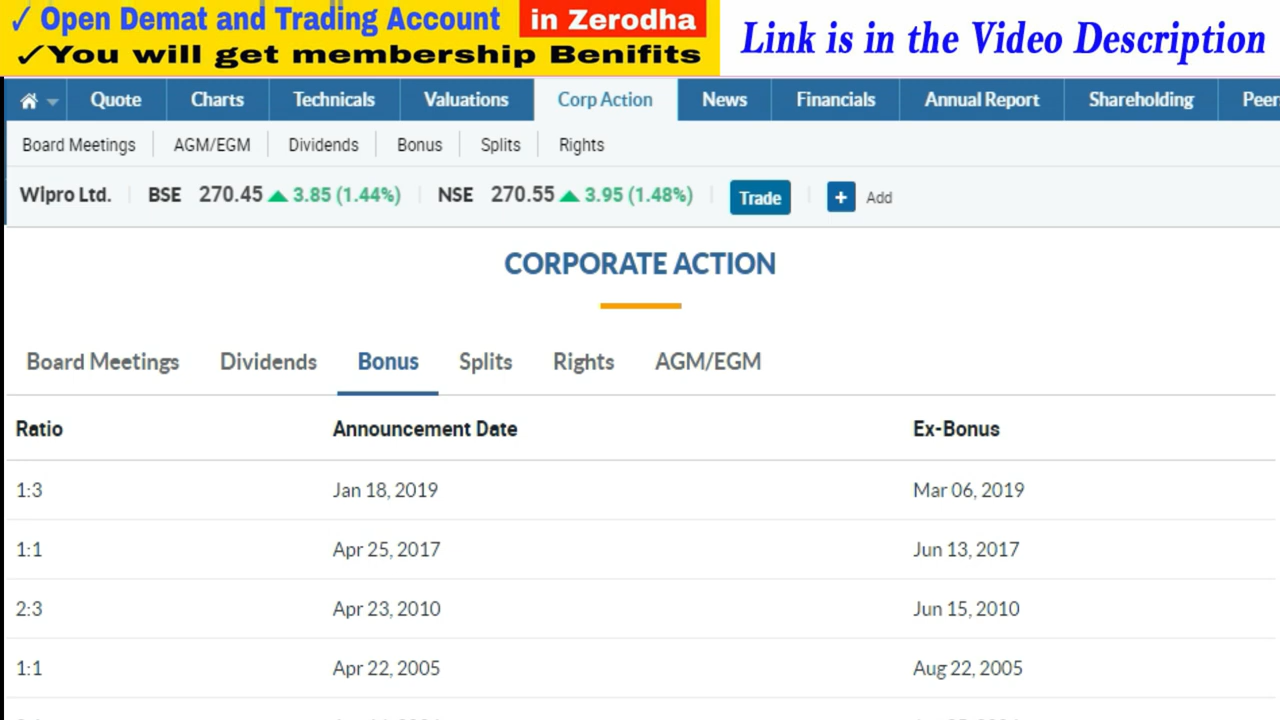 ✓ Open Demat and Trading Account in Zerodha
✓You will get membership Benifits
Link is in the Video Description
Quote Charts Technicals Valuations Corp Action News Financials Annual Report Shareholding Peer
Board Meetings AGM/EGM Dividends Bonus Splits Rights
Wipro Ltd. BSE 270.45 3.85 (1.44%) NSE 270.55 3.95 (1.48%) Trade + Add
CORPORATE ACTION
Board Meetings Dividends Bonus Splits Rights AGM/EGM
Ratio Announcement Date Ex-Bonus
1:3 Jan 18, 2019 Mar 06, 2019
1:1 Apr 25, 2017 Jun 13, 2017
2:3 Apr 23, 2010 Jun 15, 2010
1:1 Apr 22, 2005 Aug 22, 2005